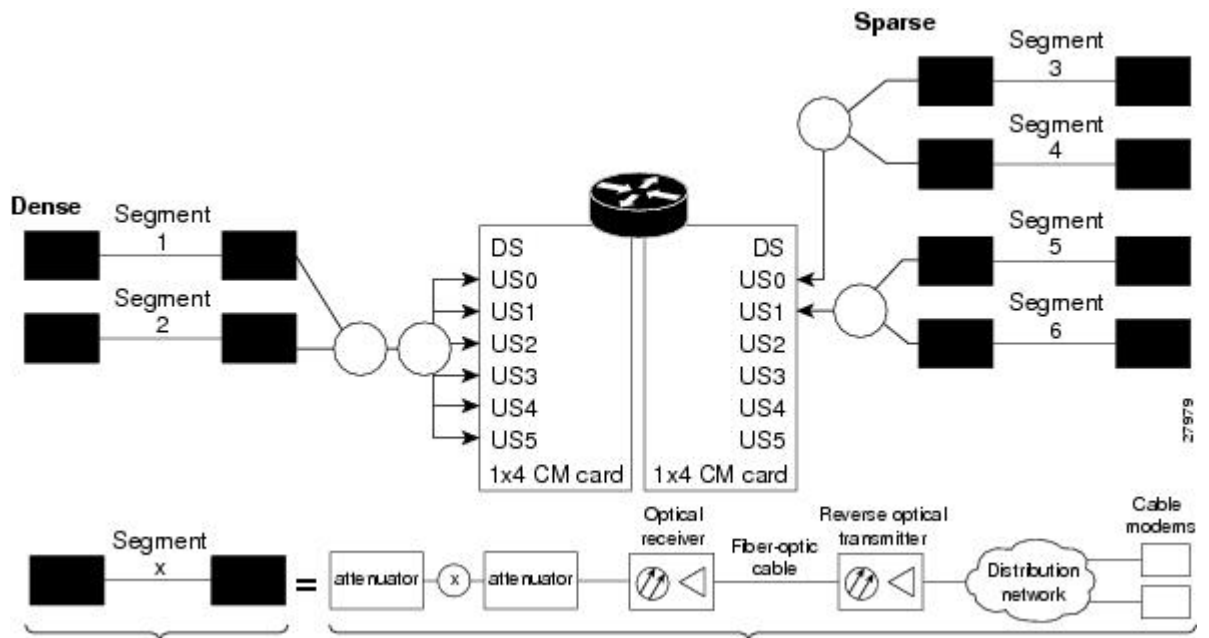 Sparse
Segment
3
Segment
4
Dense
Segment
1
Segment
2
Segment
5
Segment
6
DS
US0
US1
US2
US3
US4
US5
1x4 CM card
DS
US0
US1
US2
US3
US4
US5
1x4 CM card
27979
Segment
x
=
attenuator
x
attenuator
Optical
receiver
Fiber-optic
cable
Reverse optical
transmitter
Distribution
network
Cable
modems